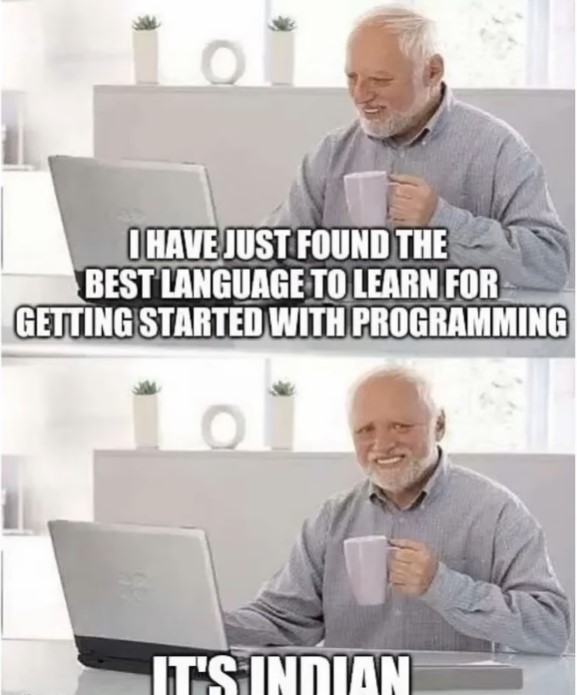 I HAVE JUST FOUND THE
BEST LANGUAGE TO LEARN FOR
GETTING STARTED WITH PROGRAMMING
IT'S INDIAN